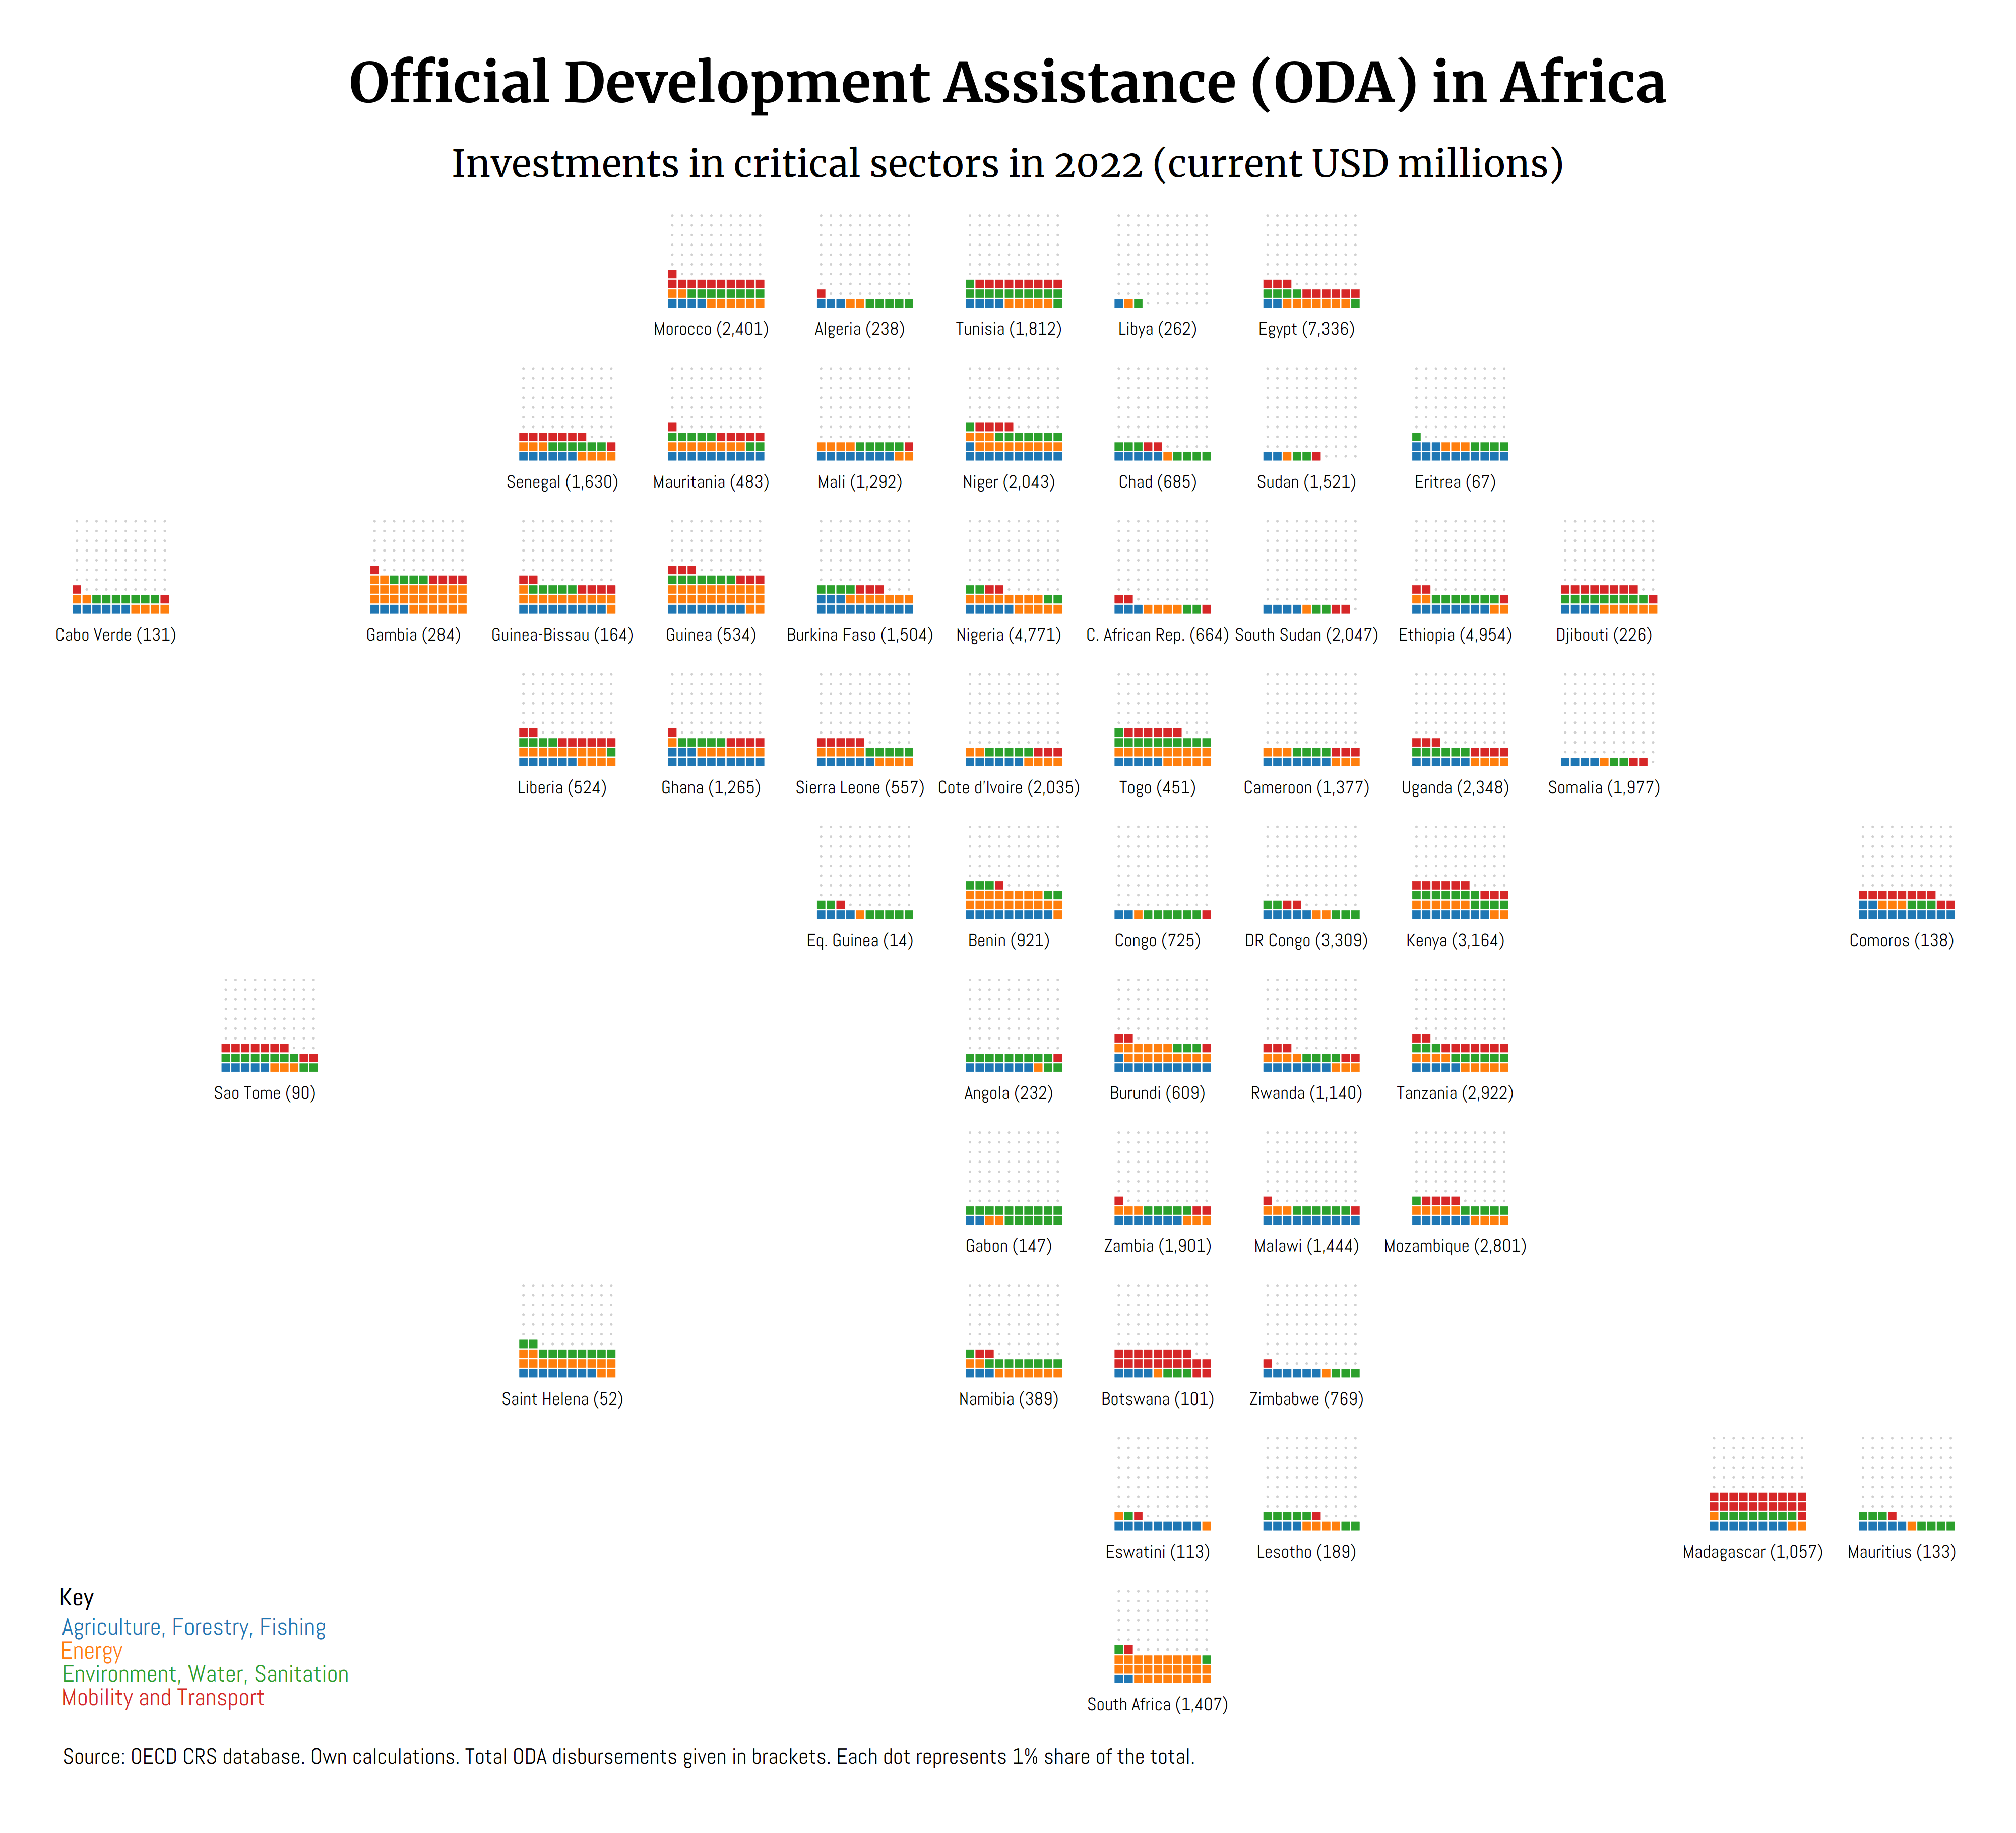 Official Development Assistance (ODA) in Africa
Investments in critical sectors in 2022 (current USD millions)
Morocco (2,401) Algeria (238) Tunisia (1,812) Libya (262) Egypt (7,336)
Senegal (1,630) Mauritania (483) Mali (1,292) Niger (2,043) Chad (685) Sudan (1,521) Eritrea (67)
Cabo Verde (131) Gambia (284) Guinea-Bissau (164) Guinea (534) Burkina Faso (1,504) Nigeria (4,771) C. African Rep. (664) South Sudan (2,047) Ethiopia (4,954) Djibouti (226)
Liberia (524) Ghana (1,265) Sierra Leone (557) Cote d'Ivoire (2,035) Togo (451) Cameroon (1,377) Uganda (2,348) Somalia (1,977)
Eq. Guinea (14) Benin (921) Congo (725) DR Congo (3,309) Kenya (3,164) Comoros (138)
Sao Tome (90) Angola (232) Burundi (609) Rwanda (1,140) Tanzania (2,922)
Gabon (147) Zambia (1,901) Malawi (1,444) Mozambique (2,801)
Saint Helena (52) Namibia (389) Botswana (101) Zimbabwe (769)
Eswatini (113) Lesotho (189) Madagascar (1,057) Mauritius (133)
South Africa (1,407)
Key
Agriculture, Forestry, Fishing
Energy
Environment, Water, Sanitation
Mobility and Transport
Source: OECD CRS database. Own calculations. Total ODA disbursements given in brackets. Each dot represents 1% share of the total.